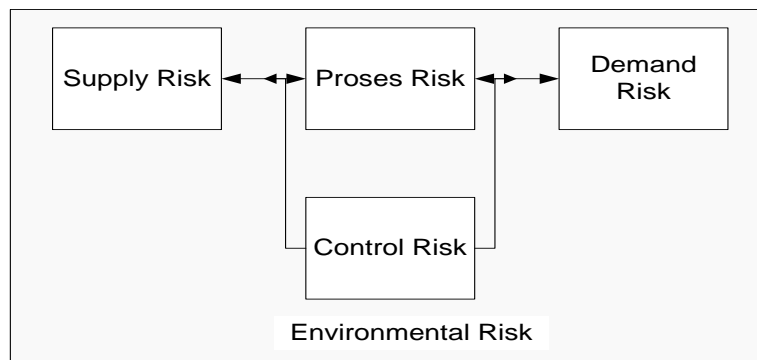 Supply Risk
Proses Risk
Demand
Risk
Control Risk
Environmental Risk